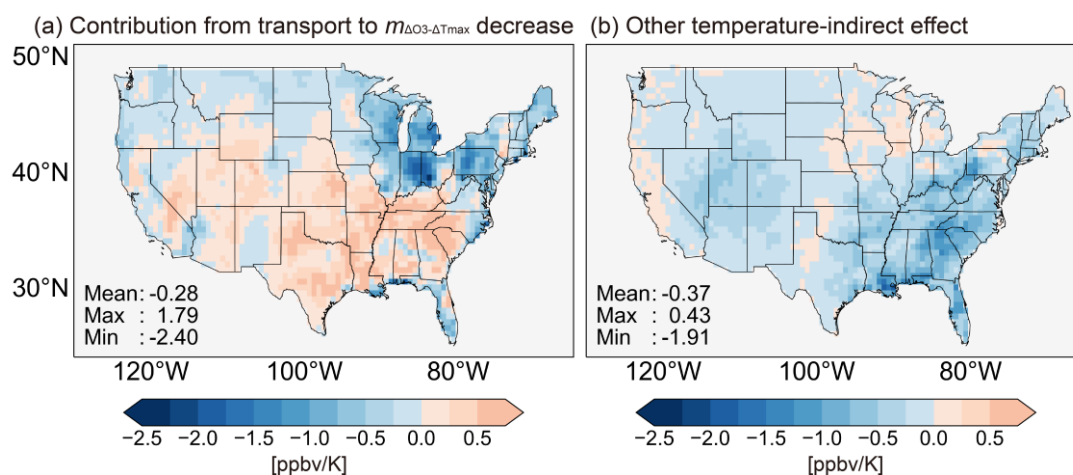 (a) Contribution from transport to mΔO3-ΔTmax decrease
(b) Other temperature-indirect effect
50°N
40°N
30°N
Mean: -0.28
Max : 1.79
Min : -2.40
Mean: -0.37
Max : 0.43
Min : -1.91
120°W 100°W 80°W
120°W 100°W 80°W
−2.5 −2.0 −1.5 −1.0 −0.5 0.0 0.5
[ppbv/K]
−2.5 −2.0 −1.5 −1.0 −0.5 0.0 0.5
[ppbv/K]